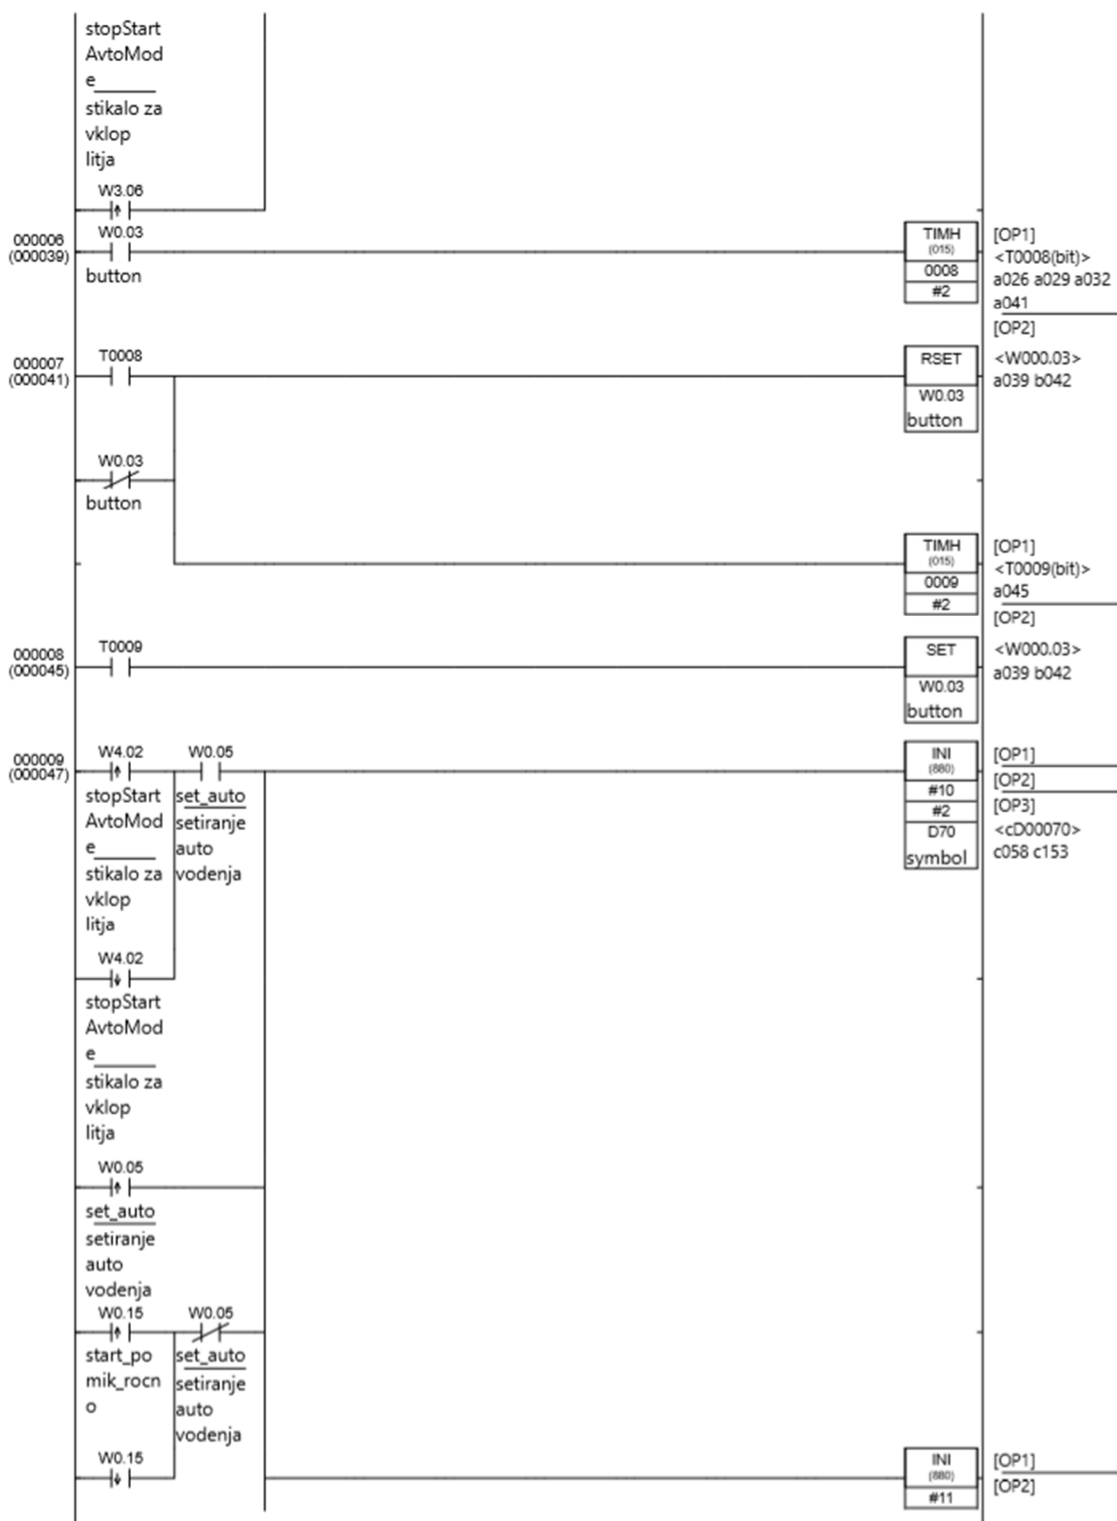 stopStart
AvtoMod
e
stikalo za
vklop
litja
W3.06
000006
(000039)
W0.03
button
TIMH
(015)
0008
#2
[OP1]
<T0008(bit)>
a026 a029 a032
a041
[OP2]
000007
(000041)
T0008
RSET
W0.03
button
<W000.03>
a039 b042
W0.03
button
TIMH
(015)
0009
#2
[OP1]
<T0009(bit)>
a045
[OP2]
000008
(000045)
T0009
SET
W0.03
button
<W000.03>
a039 b042
000009
(000047)
W4.02
stopStart
AvtoMod
e
stikalo za
vklop
litja
W0.05
set_auto
setiranje
auto
vodenja
INI
(880)
#10
#2
D70
symbol
[OP1]
[OP2]
[OP3]
<cD00070>
c058 c153
W4.02
stopStart
AvtoMod
e
stikalo za
vklop
litja
W0.05
set_auto
setiranje
auto
vodenja
W0.15
start_po
mik_rocn
o
W0.05
set_auto
setiranje
auto
vodenja
W0.15
INI
(880)
#11
[OP1]
[OP2]